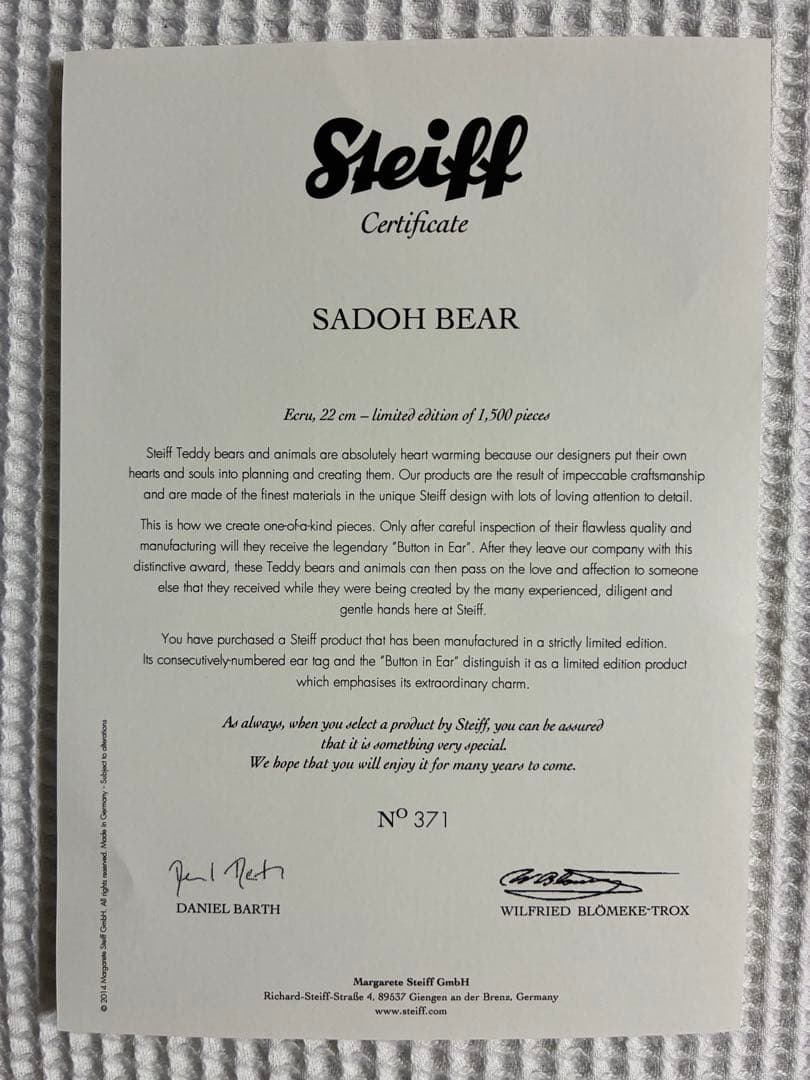 Steiff
Certificate
SADOH BEAR
Ecru, 22 cm – limited edition of 1,500 pieces
Steiff Teddy bears and animals are absolutely heart warming because our designers put their own
hearts and souls into planning and creating them. Our products are the result of impeccable craftsmanship
and are made of the finest materials in the unique Steiff design with lots of loving attention to detail.
This is how we create one-of-a-kind pieces. Only after careful inspection of their flawless quality and
manufacturing will they receive the legendary "Button in Ear". After they leave our company with this
distinctive award, these Teddy bears and animals can then pass on the love and affection to someone
else that they received while they were being created by the many experienced, diligent and
gentle hands here at Steiff.
You have purchased a Steiff product that has been manufactured in a strictly limited edition.
Its consecutively-numbered ear tag and the "Button in Ear" distinguish it as a limited edition product
which emphasises its extraordinary charm.
As always, when you select a product by Steiff, you can be assured
that it is something very special.
We hope that you will enjoy it for many years to come.
Nº 371
DANIEL BARTH
WILFRIED BLÖMEKE-TROX
Margarete Steiff GmbH
Richard-Steiff-Straße 4, 89537 Giengen an der Brenz, Germany
www.steiff.com
© 2014 Margarete Steiff GmbH. All rights reserved. Made in Germany - Subject to alterations